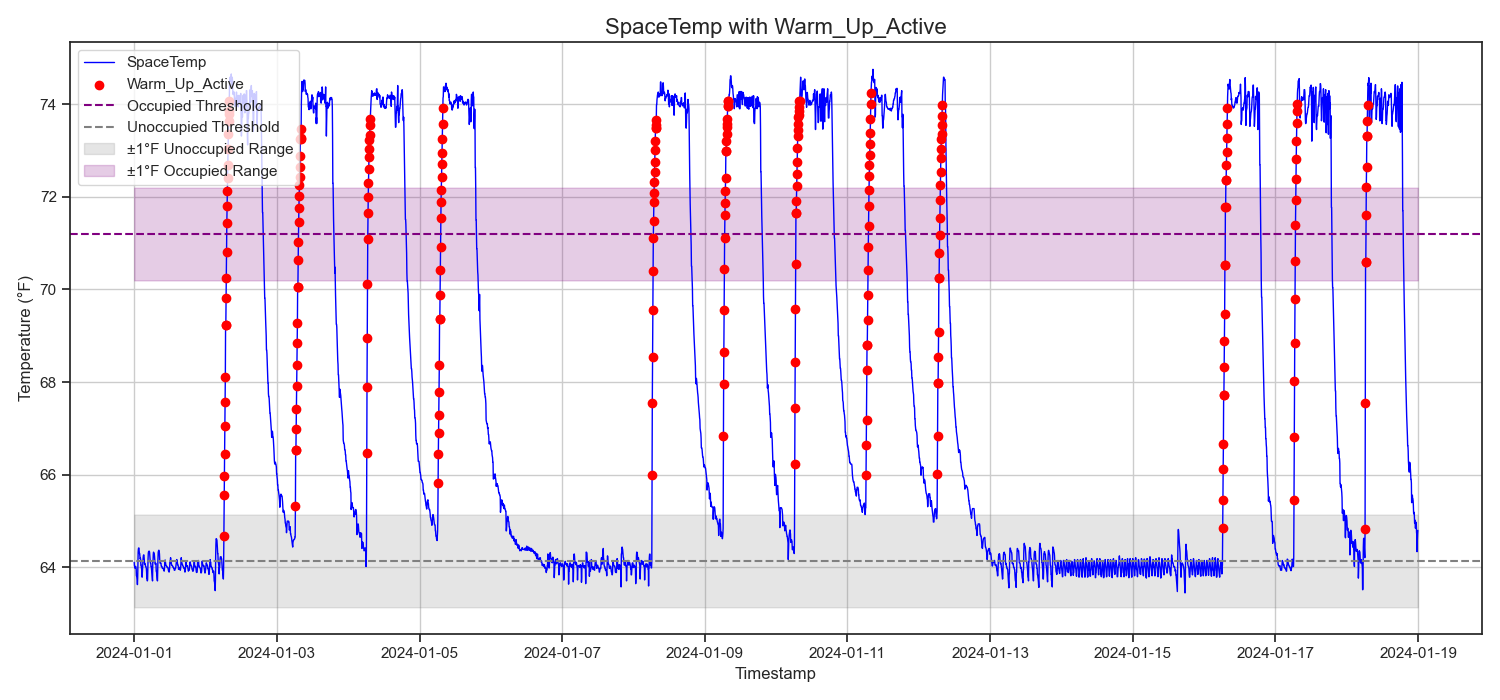 SpaceTemp with Warm_Up_Active
SpaceTemp
Warm_Up_Active
Occupied Threshold
Unoccupied Threshold
±1°F Unoccupied Range
±1°F Occupied Range
Temperature (°F)
74
72
70
68
66
64
2024-01-01
2024-01-03
2024-01-05
2024-01-07
2024-01-09
2024-01-11
2024-01-13
2024-01-15
2024-01-17
2024-01-19
Timestamp